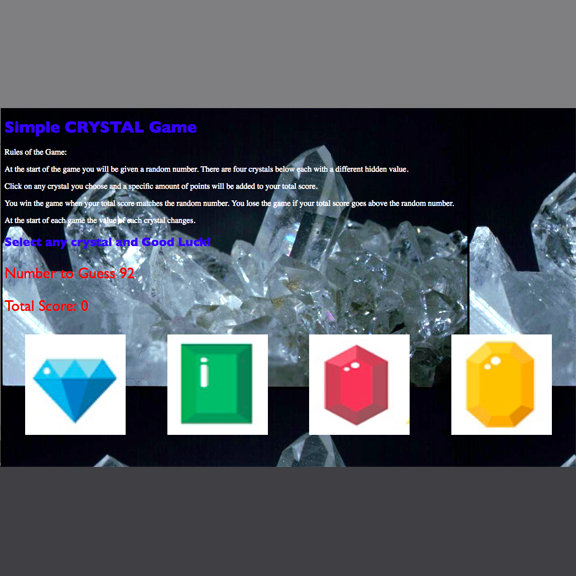 Simple CRYSTAL Game
Rules of the Game:
At the start of the game you will be given a random number. There are four crystals below each with a different hidden value.
Click on any crystal you choose and a specific amount of points will be added to your total score.
You win the game when your total score matches the random number. You lose the game if your total score goes above the random number.
At the start of each game the value of each crystal changes.
Select any crystal and Good Luck!
Number to Guess 92
Total Score: 0